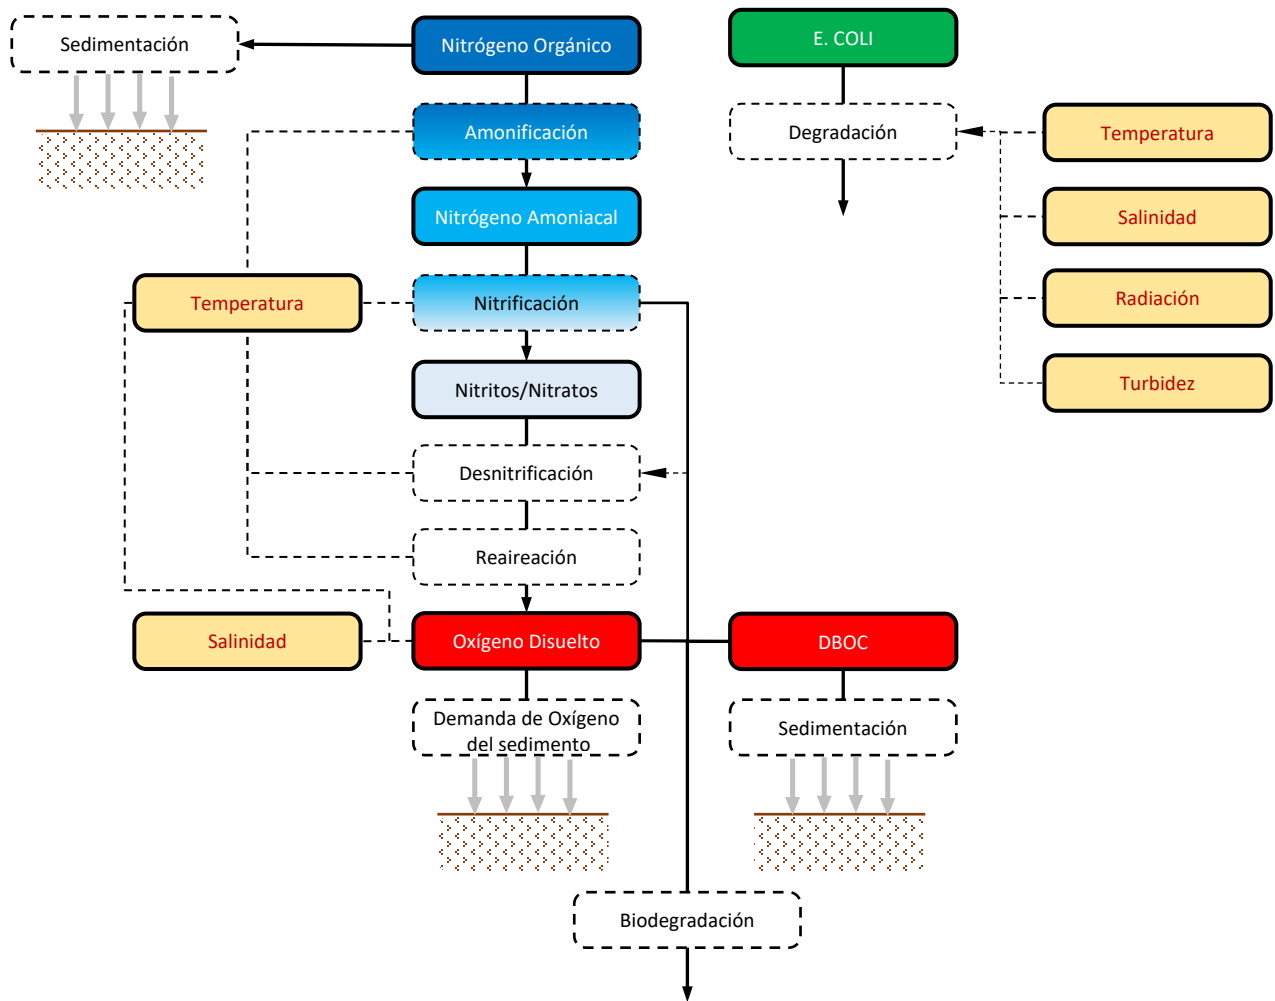 Sedimentación
Nitrógeno Orgánico
E. COLI
Amonificación
Degradación
Temperatura
Nitrógeno Amoniacal
Salinidad
Temperatura
Nitrificación
Radiación
Nitritos/Nitratos
Turbidez
Desnitrificación
Reaireación
Salinidad
Oxígeno Disuelto
DBOC
Demanda de Oxígeno
del sedimento
Sedimentación
Biodegradación